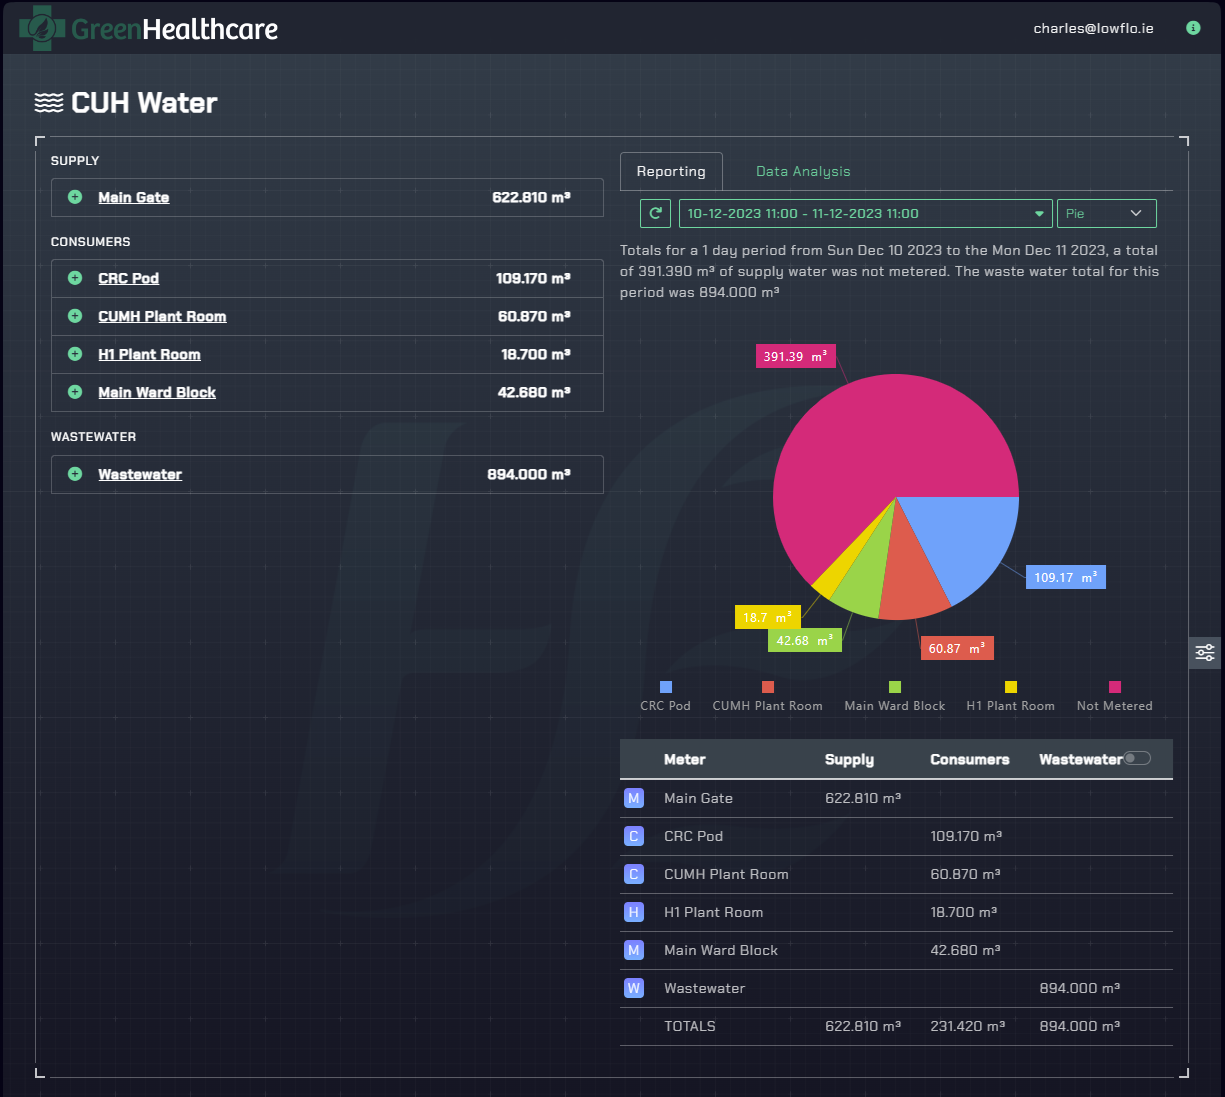 GreenHealthcare
charles@lowflo.ie
CUH Water
SUPPLY
Main Gate 622.810 m³
CONSUMERS
CRC Pod 109.170 m³
CUMH Plant Room 60.870 m³
H1 Plant Room 18.700 m³
Main Ward Block 42.680 m³
WASTEWATER
Wastewater 894.000 m³
Reporting Data Analysis
10-12-2023 11:00 - 11-12-2023 11:00 Pie
Totals for a 1 day period from Sun Dec 10 2023 to the Mon Dec 11 2023, a total
of 391.390 m³ of supply water was not metered. The waste water total for this
period was 894.000 m³
391.39 m³
109.17 m³
18.7 m³
42.68 m³
60.87 m³
CRC Pod CUMH Plant Room Main Ward Block H1 Plant Room Not Metered
Meter Supply Consumers Wastewater
M Main Gate 622.810 m³
C CRC Pod 109.170 m³
C CUMH Plant Room 60.870 m³
H H1 Plant Room 18.700 m³
M Main Ward Block 42.680 m³
W Wastewater 894.000 m³
TOTALS 622.810 m³ 231.420 m³ 894.000 m³